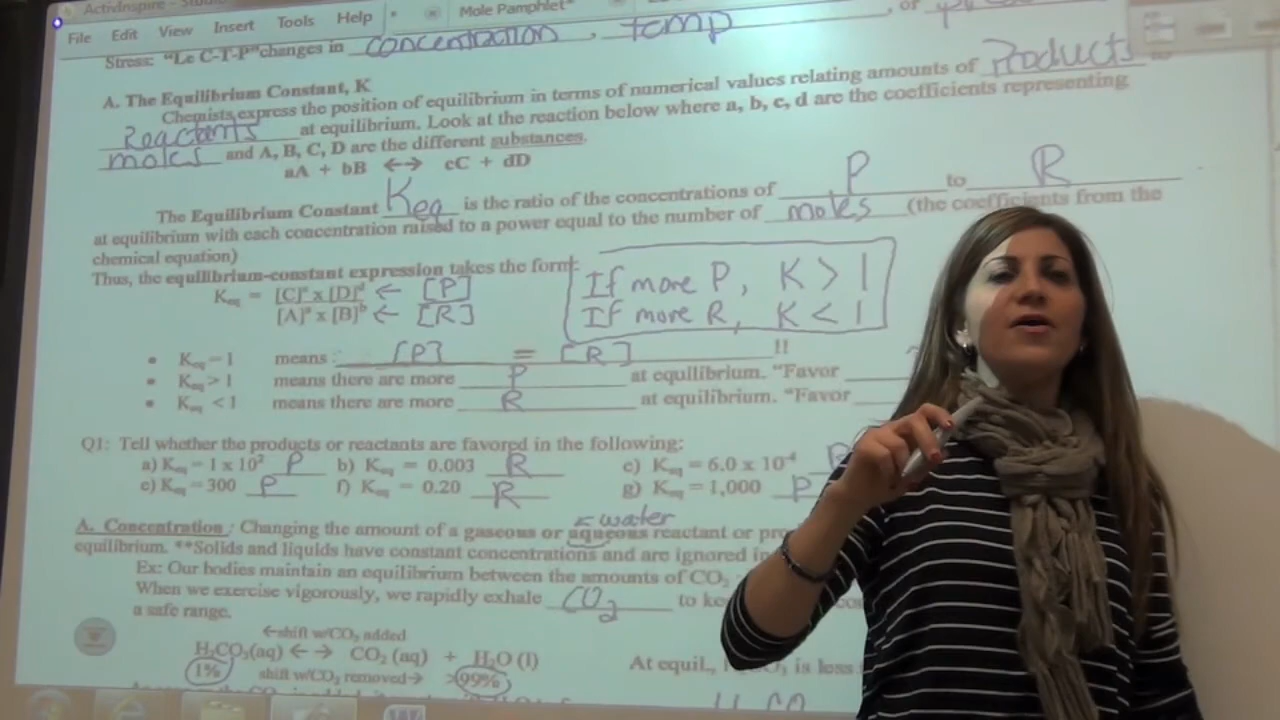 ActivInspire - Studio
Mole Pamphlet*
File Edit View Insert Tools Help
Stress: "Le C-T-P" changes in concentration, temp, or
A. The Equilibrium Constant, K
Chemists express the position of equilibrium in terms of numerical values relating amounts of Products to
Reactants at equilibrium. Look at the reaction below where a, b, c, d are the coefficients representing
moles and A, B, C, D are the different substances.
aA + bB ↔ cC + dD
The Equilibrium Constant Keq is the ratio of the concentrations of P to R
at equilibrium with each concentration raised to a power equal to the number of moles (the coefficients from the
chemical equation)
Thus, the equilibrium-constant expression takes the form:
Keq = [C]ᶜ x [D]ᵈ ← [P]
[A]ᵃ x [B]ᵇ ← [R]
If more P, K > 1
If more R, K < 1
• Keq = 1 means [P] = [R] !!
• Keq > 1 means there are more P at equilibrium. "Favor
• Keq < 1 means there are more R at equilibrium. "Favor
Q1: Tell whether the products or reactants are favored in the following:
a) Keq = 1 x 10² P b) Keq = 0.003 R c) Keq = 6.0 x 10⁻⁴ R
e) Keq = 300 P f) Keq = 0.20 R g) Keq = 1,000 P
= water
A. Concentration: Changing the amount of a gaseous or aqueous reactant or
equilibrium. **Solids and liquids have constant concentrations and are ignored in
Ex: Our bodies maintain an equilibrium between the amounts of CO₂
When we exercise vigorously, we rapidly exhale CO₂ to
a safe range.
←shift w/CO₂ added
H₂CO₃(aq) ← → CO₂ (aq) + H₂O (l)
At equil., is less
1% shift w/CO₂ removed→ >99%